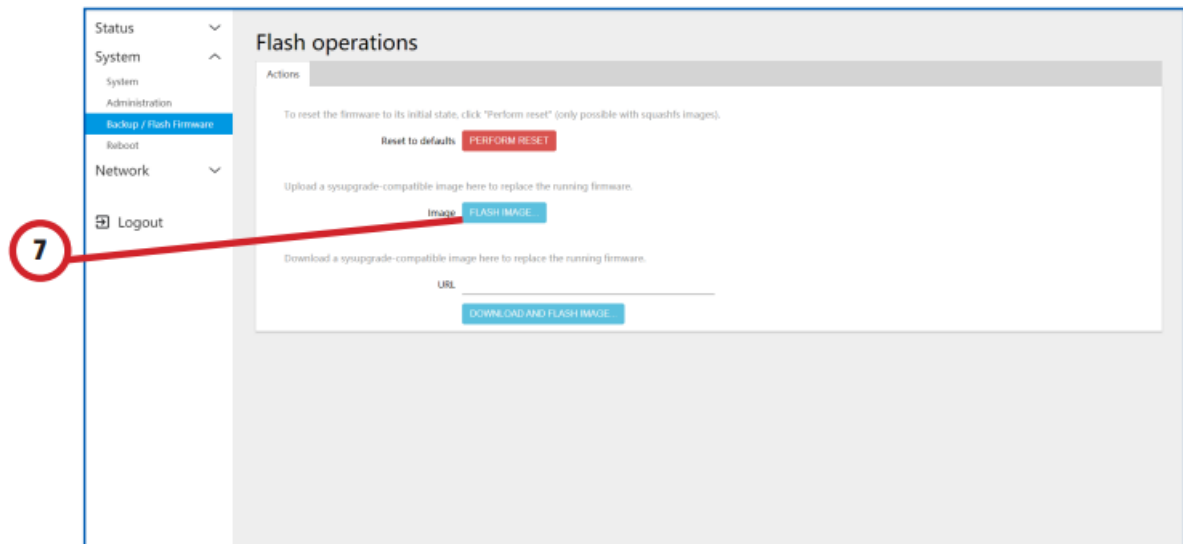 Status
System
System
Administration
Backup / Flash Firmware
Reboot
Network
Logout
7
Flash operations
Actions
To reset the firmware to its initial state, click "Perform reset" (only possible with squashfs images).
Reset to defaults PERFORM RESET
Upload a sysupgrade-compatible image here to replace the running firmware.
Image FLASH IMAGE...
Download a sysupgrade-compatible image here to replace the running firmware.
URL
DOWNLOAD AND FLASH IMAGE...